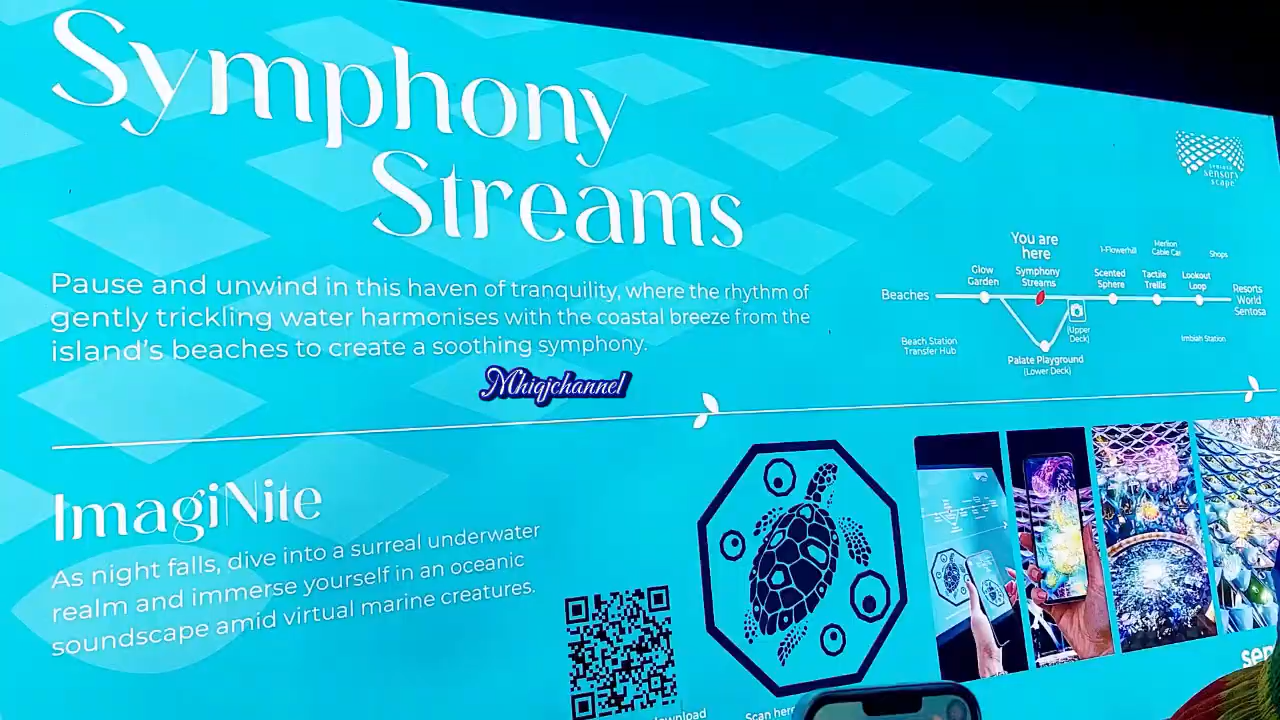 Symphony
Streams
Pause and unwind in this haven of tranquility, where the rhythm of
gently trickling water harmonises with the coastal breeze from the
island's beaches to create a soothing symphony.
Mhiqjchannel
sensory
scape
You are
here
Beaches
Glow
Garden
Symphony
Streams
Scented
Sphere
Tactile
Trellis
Lookout
Loop
Resorts
World
Sentosa
Merlion
Cable Car
Shops
(Upper
Deck)
Palate Playground
(Lower Deck)
Beach Station
Transfer Hub
Imbiah Station
ImagiNite
As night falls, dive into a surreal underwater
realm and immerse yourself in an oceanic
soundscape amid virtual marine creatures.
Scan here